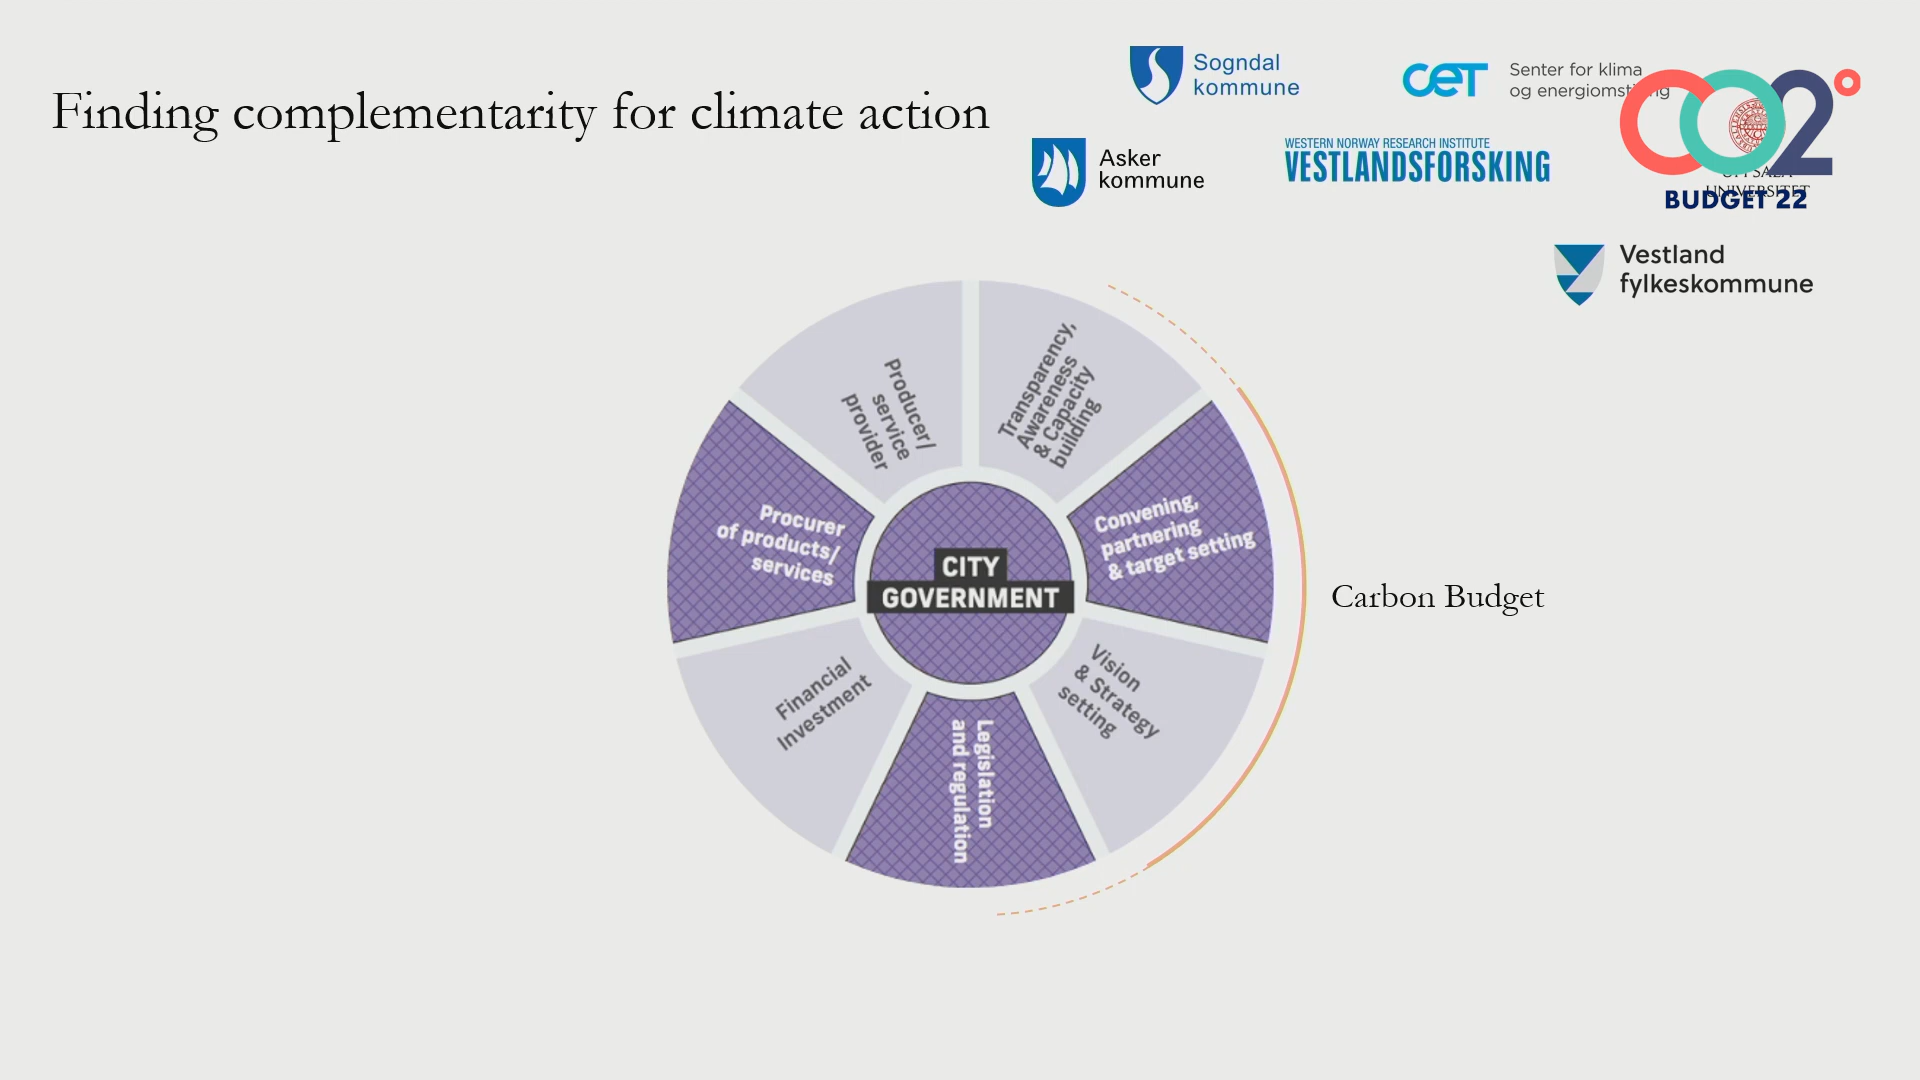 Finding complementarity for climate action
Sogndal
kommune
CET
Senter for klima
Asker
kommune
WESTERN NORWAY RESEARCH INSTITUTE
VESTLANDSFORSKING
CO2°
BUDGET 22
Vestland
fylkeskommune
Producer/
service
provider
Transparency,
Awareness
& Capacity
building
Procurer
of products/
services
Convening,
partnering
& target setting
CITY
GOVERNMENT
Carbon Budget
Financial
Investment
Vision
& Strategy
setting
Legislation
and regulation